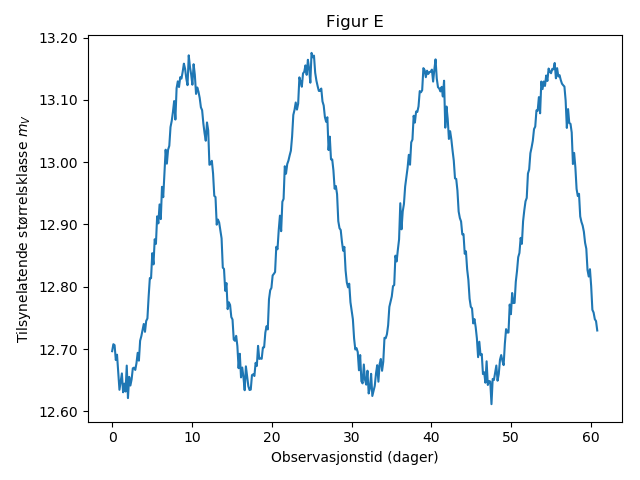 Figur E
Tilsynelatende størrelsklasse $m_V$
13.20
13.10
13.00
12.90
12.80
12.70
12.60
0 10 20 30 40 50 60
Observasjonstid (dager)